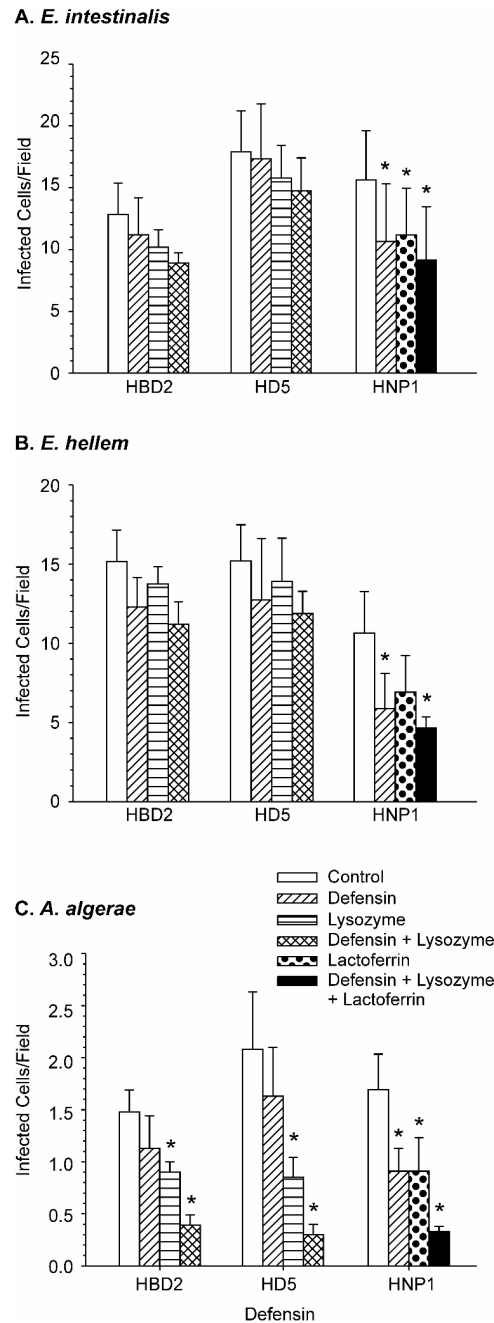 A. E. intestinalis
Infected Cells/Field
25
20
15
10
5
0
* * *
HBD2 HD5 HNP1
B. E. hellem
Infected Cells/Field
20
15
10
5
0
* *
HBD2 HD5 HNP1
C. A. algerae
Control
Defensin
Lysozyme
Defensin + Lysozyme
Lactoferrin
Defensin + Lysozyme
+ Lactoferrin
Infected Cells/Field
3.0
2.5
2.0
1.5
1.0
0.5
0.0
* * * * * * *
HBD2 HD5 HNP1
Defensin